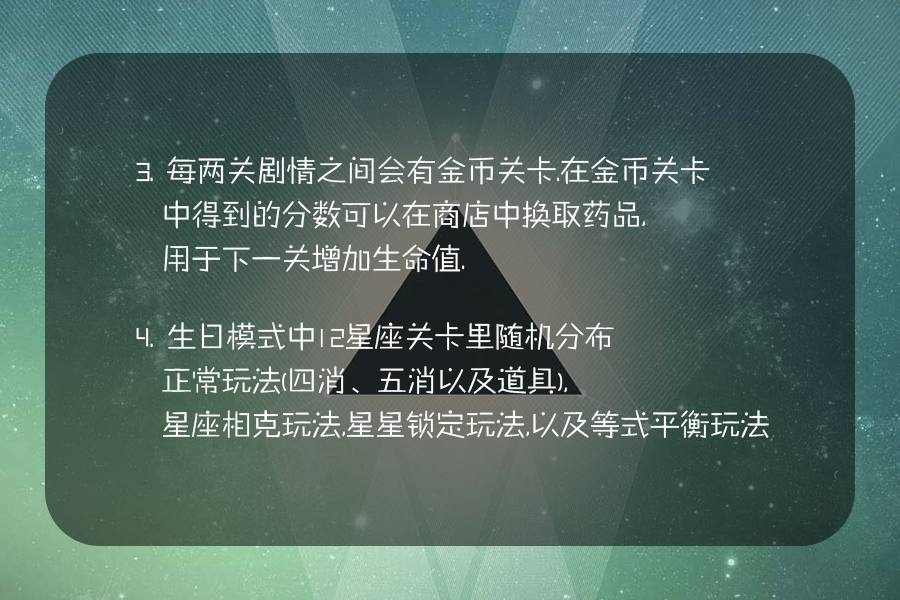 3. 每两关剧情之间会有金币关卡.在金币关卡
中得到的分数可以在商店中换取药品,
用于下一关增加生命值.
4. 生日模式中12星座关卡里随机分布
正常玩法(四消、五消以及道具),
星座相克玩法,星星锁定玩法,以及等式平衡玩法